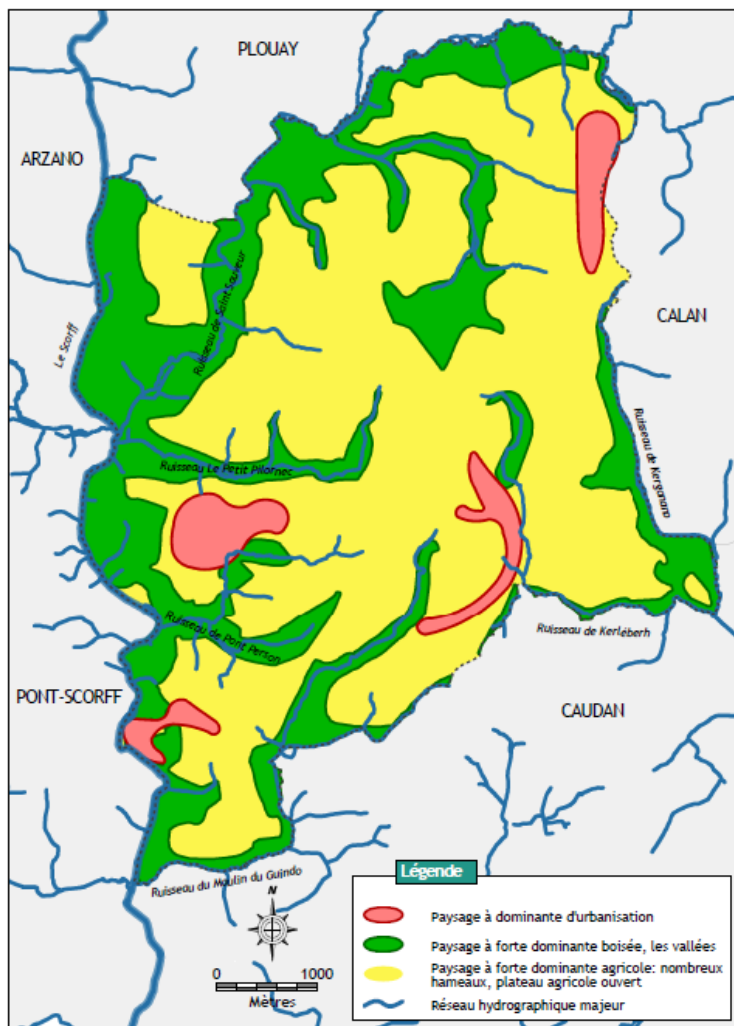 PLOUAY
ARZANO
CALAN
Le Scorff
Ruisseau de Saint Sauveur
Ruisseau de Kergonano
Ruisseau Le Petit Pilornec
Ruisseau de Pont Person
Ruisseau de Kerléberh
PONT-SCORFF
CAUDAN
Ruisseau du Moulin du Guindo
N
0 1000
Mètres
Légende
Paysage à dominante d'urbanisation
Paysage à forte dominante boisée, les vallées
Paysage à forte dominante agricole: nombreux
hameaux, plateau agricole ouvert
Réseau hydrographique majeur